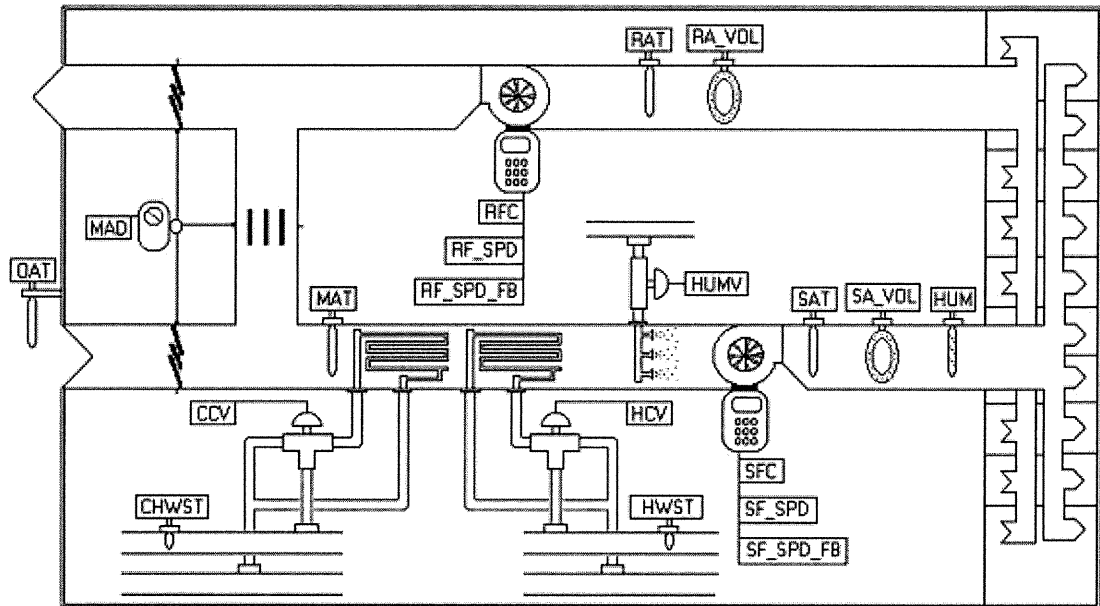 RAT
RA_VOL
RFC
RF_SPD
RF_SPD_FB
MAD
OAT
MAT
HUMV
SAT
SA_VOL
HUM
CCV
HCV
CHWST
HWST
SFC
SF_SPD
SF_SPD_FB